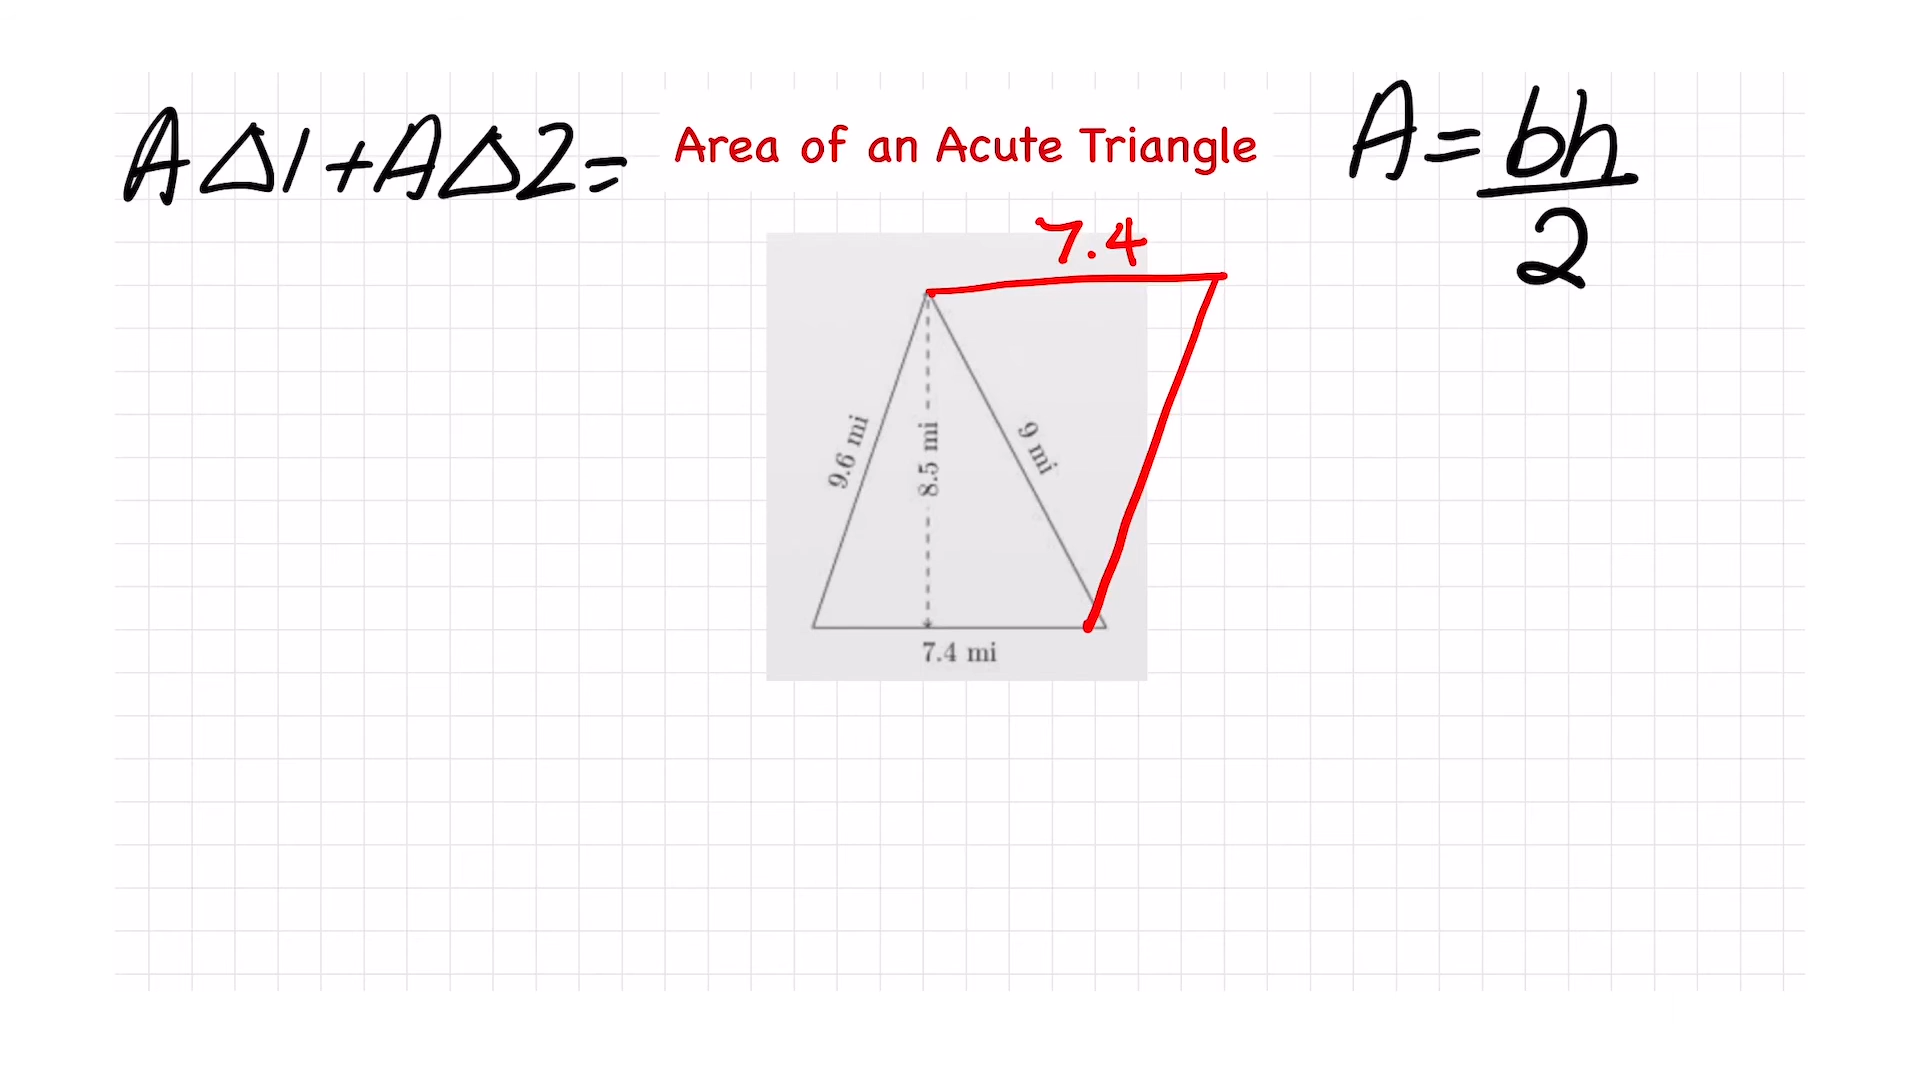 AΔ1+AΔ2=
Area of an Acute Triangle
A=bh/2
7.4
9.6 mi
8.5 mi
9 mi
7.4 mi